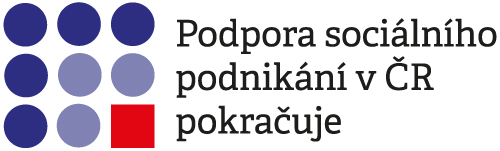 Podpora sociálního
podnikání v ČR
pokračuje